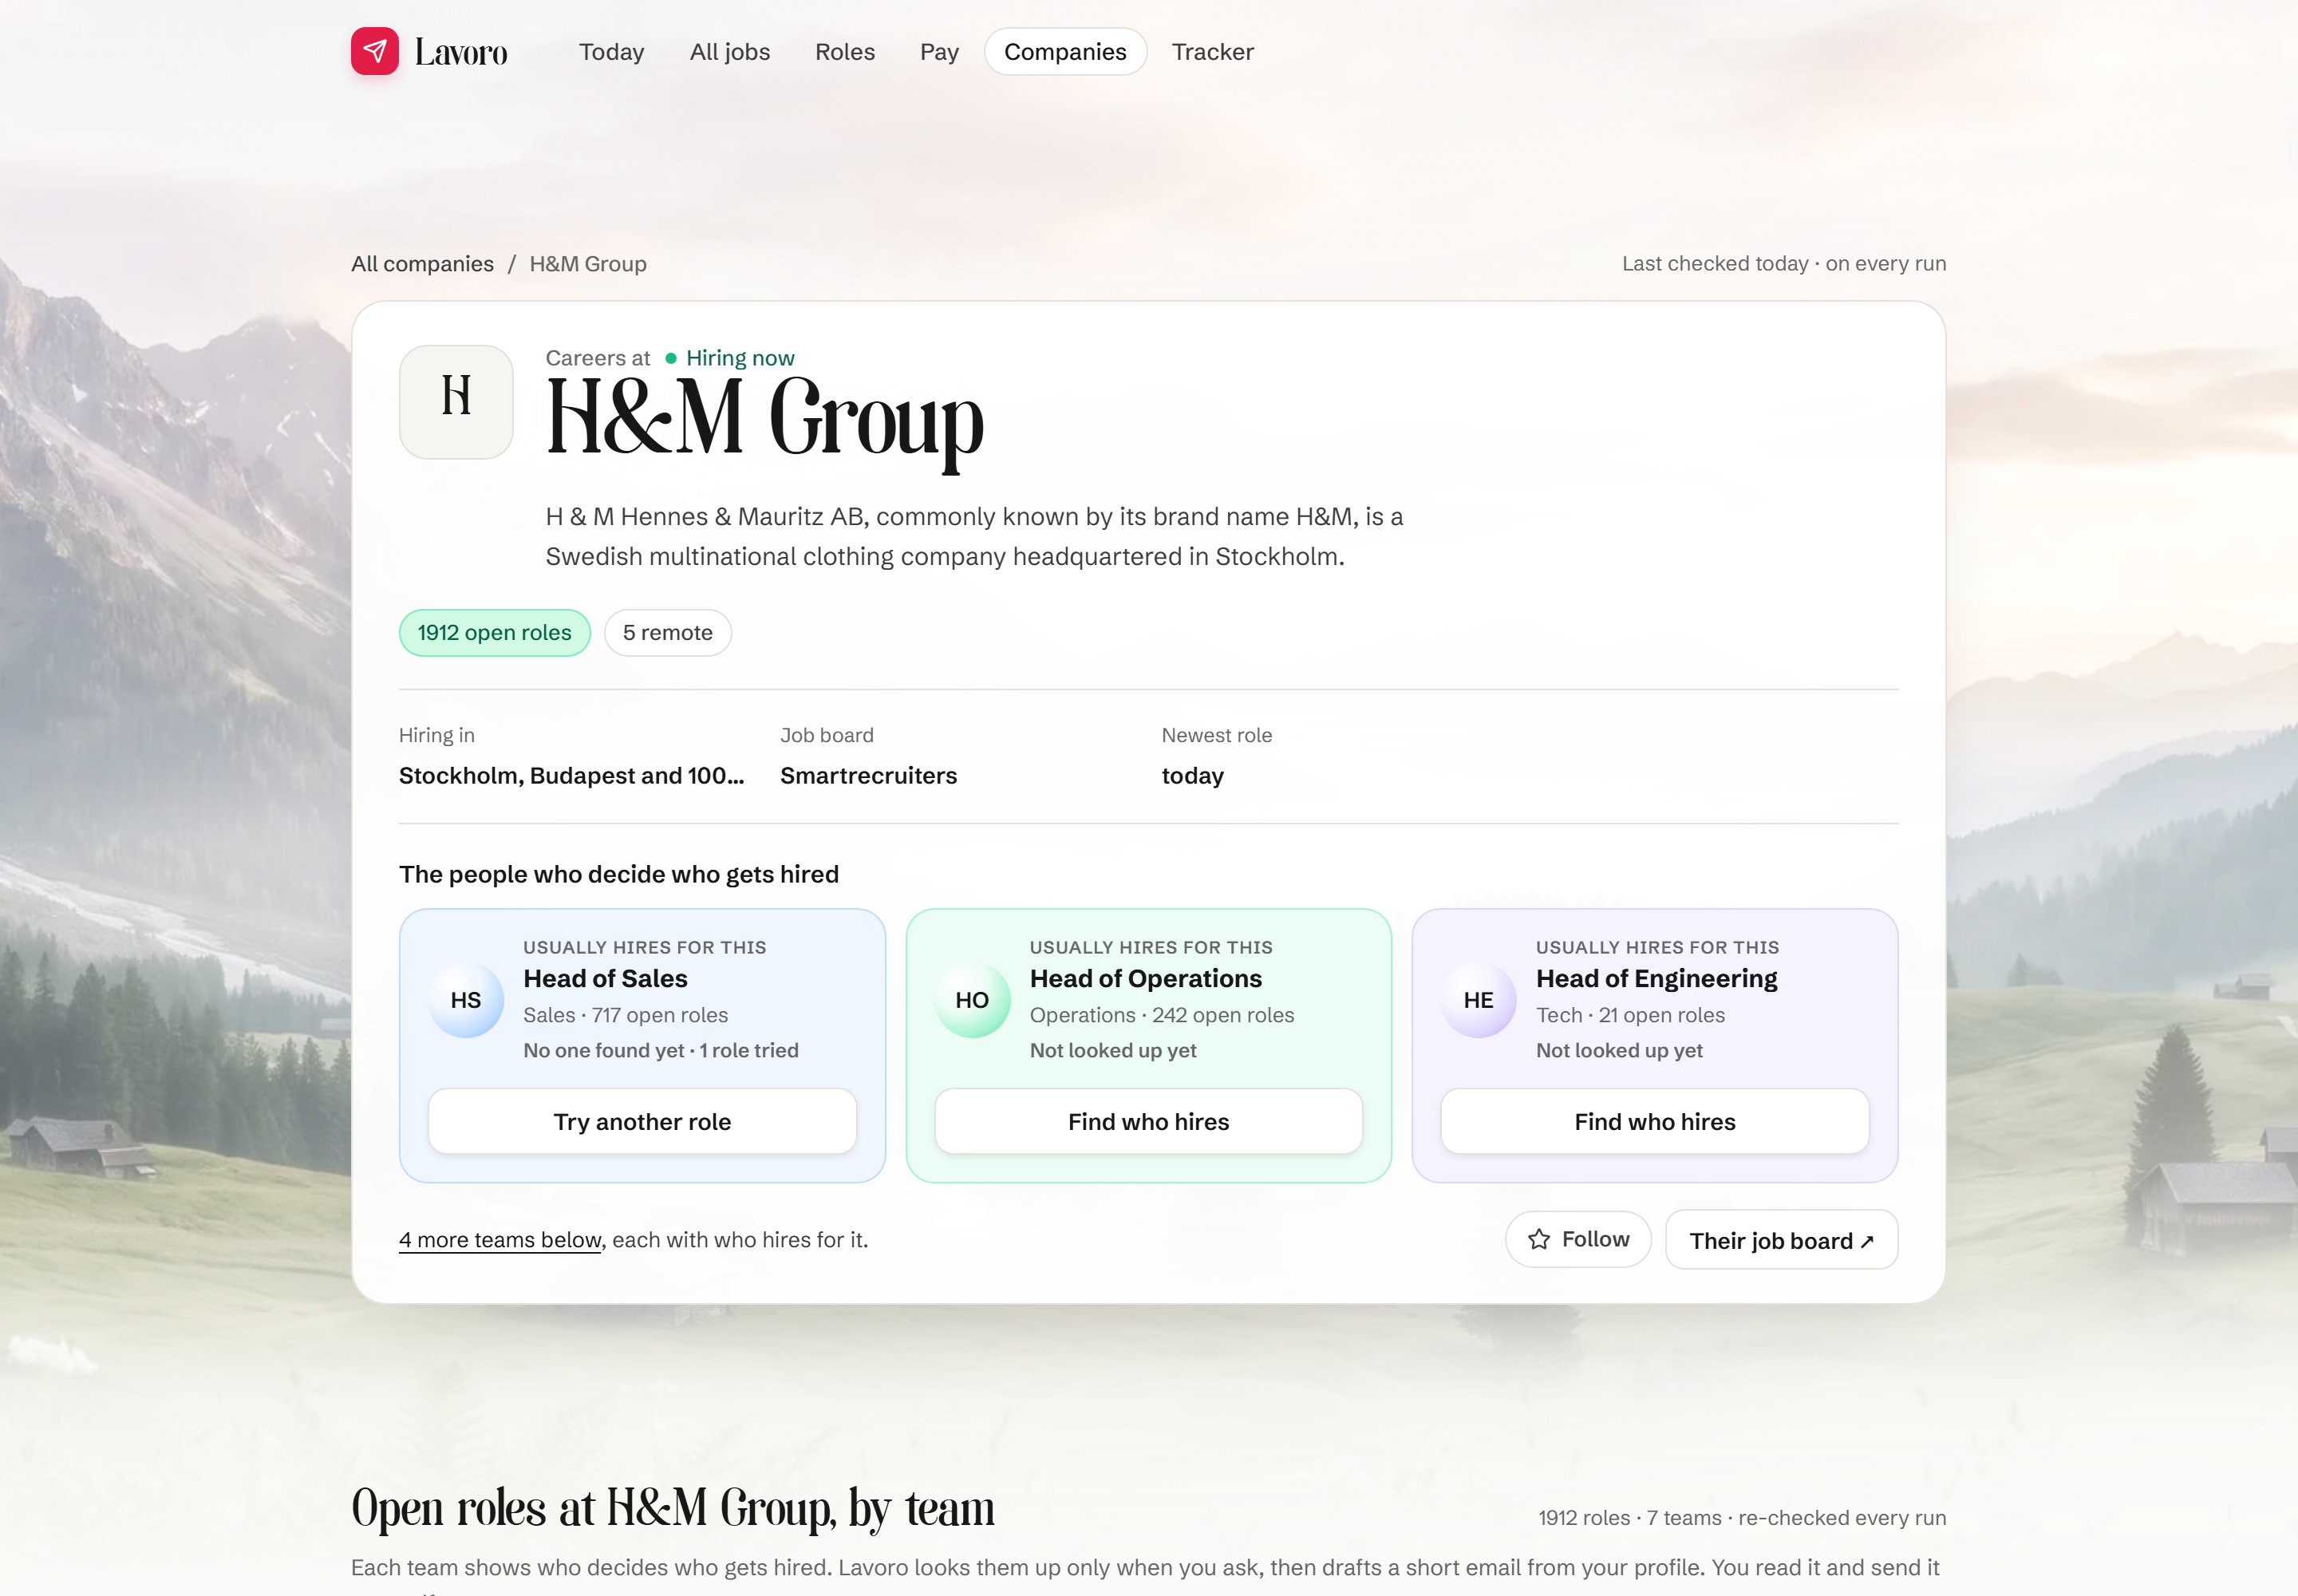 Lavoro
Today
All jobs
Roles
Pay
Companies
Tracker
All companies / H&M Group
Last checked today · on every run
H
Careers at • Hiring now
H&M Group
H & M Hennes & Mauritz AB, commonly known by its brand name H&M, is a
Swedish multinational clothing company headquartered in Stockholm.
1912 open roles
5 remote
Hiring in
Stockholm, Budapest and 100...
Job board
Smartrecruiters
Newest role
today
The people who decide who gets hired
HS
USUALLY HIRES FOR THIS
Head of Sales
Sales · 717 open roles
No one found yet · 1 role tried
Try another role
HO
USUALLY HIRES FOR THIS
Head of Operations
Operations · 242 open roles
Not looked up yet
Find who hires
HE
USUALLY HIRES FOR THIS
Head of Engineering
Tech · 21 open roles
Not looked up yet
Find who hires
4 more teams below, each with who hires for it.
Follow
Their job board ↗
Open roles at H&M Group, by team
1912 roles · 7 teams · re-checked every run
Each team shows who decides who gets hired. Lavoro looks them up only when you ask, then drafts a short email from your profile. You read it and send it